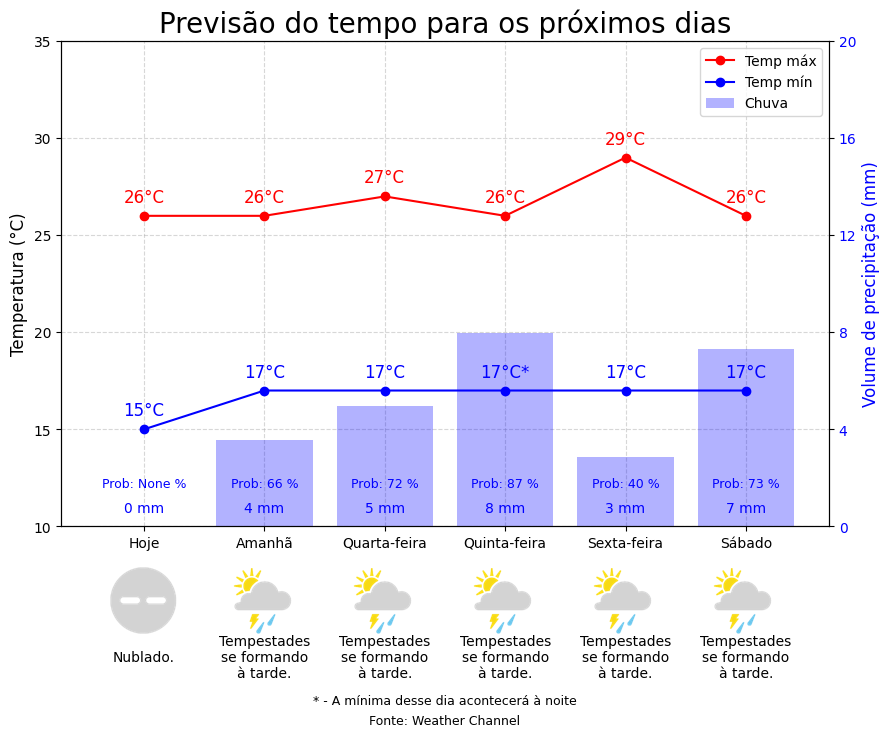 Previsão do tempo para os próximos dias
Temp máx
Temp mín
Chuva
35
30
25
20
15
10
Temperatura (°C)
20
16
12
8
4
0
Volume de precipitação (mm)
26°C 26°C 27°C 26°C 29°C 26°C
15°C 17°C 17°C 17°C* 17°C 17°C
Prob: None % Prob: 66 % Prob: 72 % Prob: 87 % Prob: 40 % Prob: 73 %
0 mm 4 mm 5 mm 8 mm 3 mm 7 mm
Hoje Amanhã Quarta-feira Quinta-feira Sexta-feira Sábado
Nublado.
Tempestades
se formando
à tarde.
Tempestades
se formando
à tarde.
Tempestades
se formando
à tarde.
Tempestades
se formando
à tarde.
Tempestades
se formando
à tarde.
* - A mínima desse dia acontecerá à noite
Fonte: Weather Channel